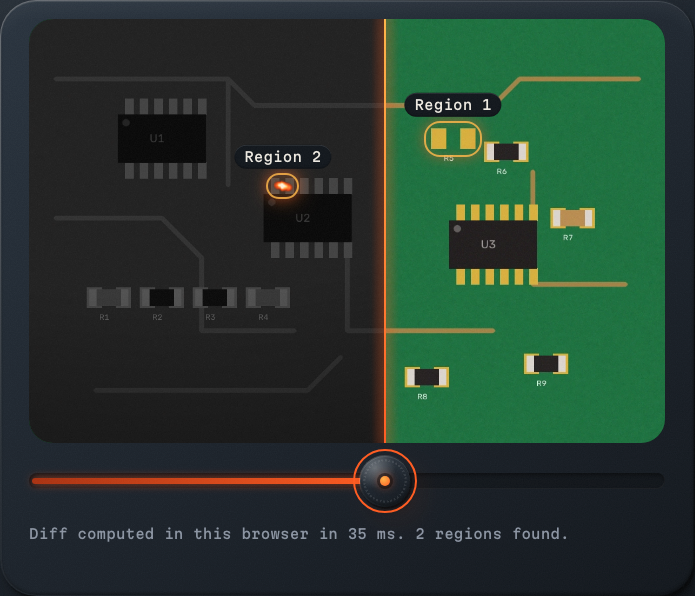 Region 1
U1
Region 2
R5
R6
U2
R7
U3
R1
R2
R3
R4
R8
R9
Diff computed in this browser in 35 ms. 2 regions found.